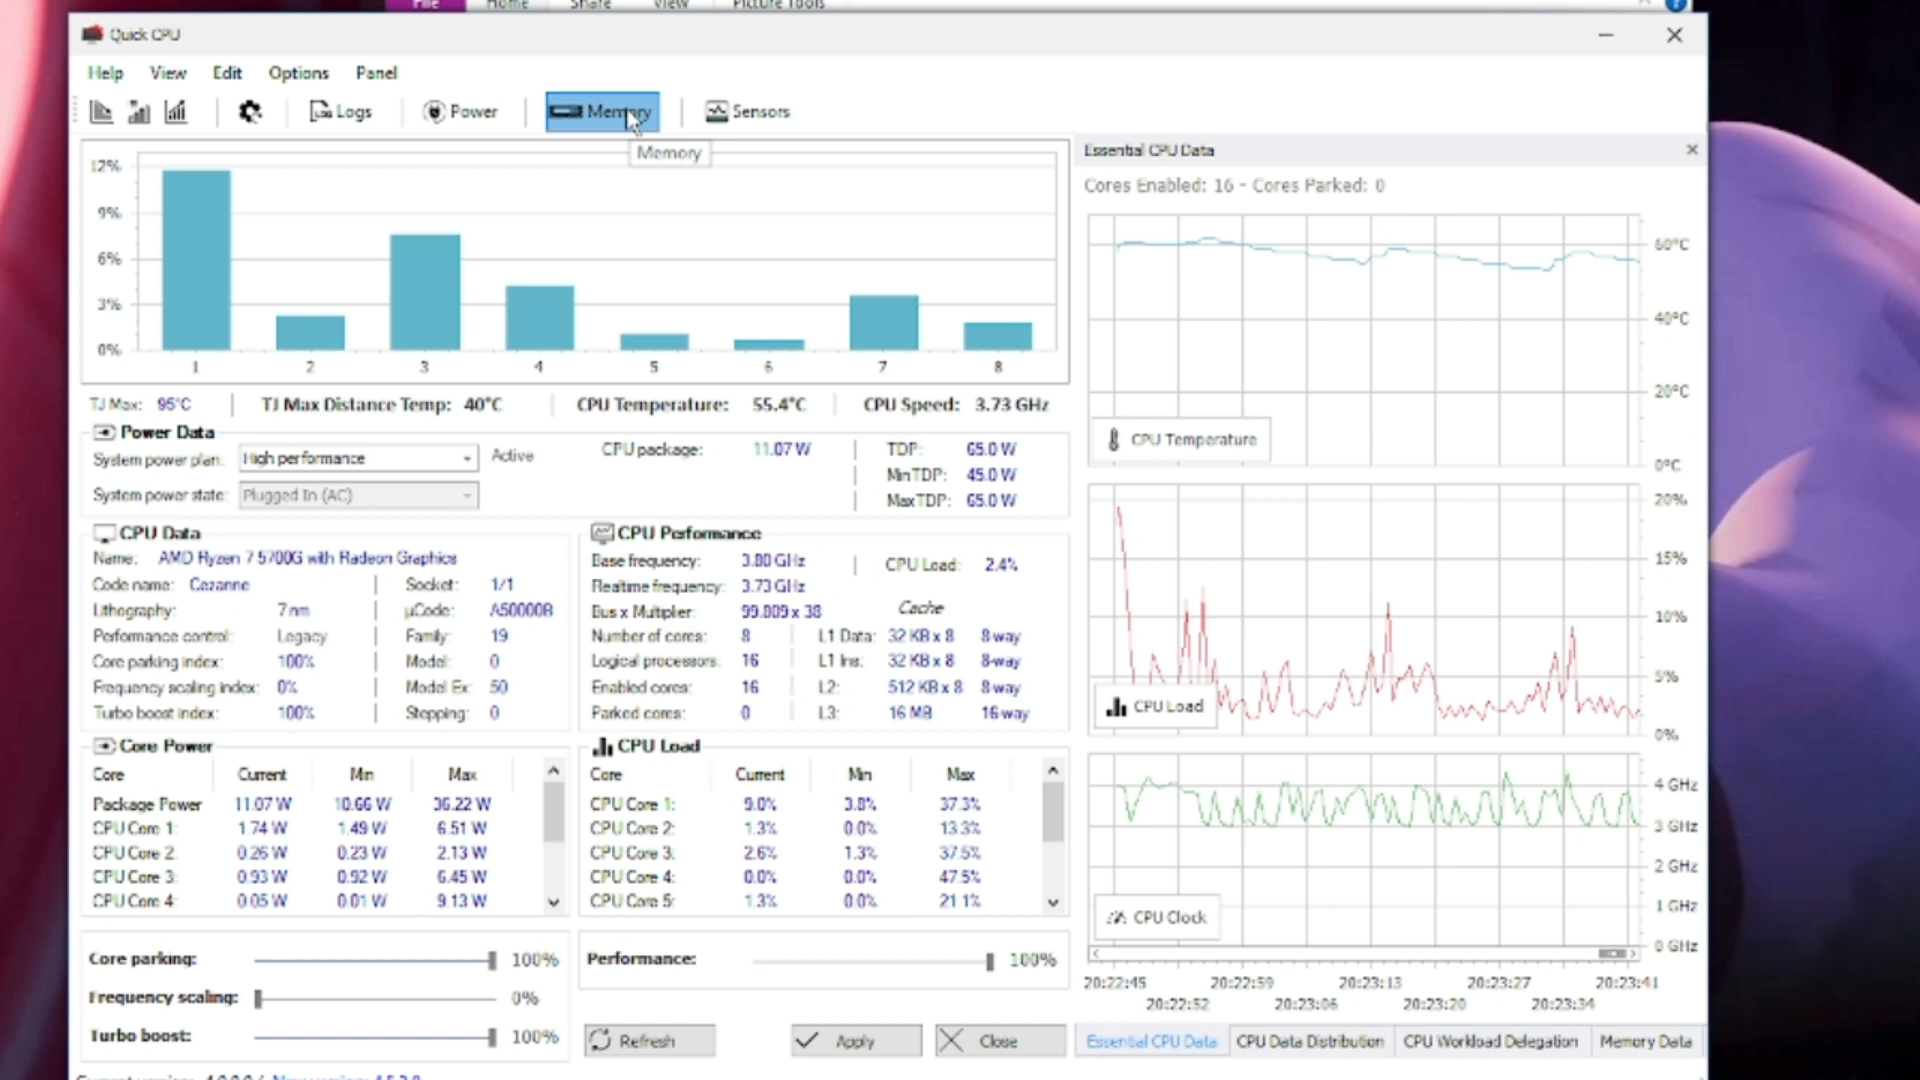 File Home Share View Picture Tools
Quick CPU
Help View Edit Options Panel
Logs Power Memory Sensors
Memory
12%
9%
6%
3%
0%
1 2 3 4 5 6 7 8
TJ Max: 95°C TJ Max Distance Temp: 40°C CPU Temperature: 55.4°C CPU Speed: 3.73 GHz
Power Data
System power plan: High performance Active
System power state: Plugged In (AC)
CPU package: 11.07 W
TDP: 65.0 W
Min TDP: 45.0 W
Max TDP: 65.0 W
CPU Data
Name: AMD Ryzen 7 5700G with Radeon Graphics
Code name: Cezanne Socket: 1/1
Lithography: 7 nm µCode: A50000B
Performance control: Legacy Family: 19
Core parking index: 100% Model: 0
Frequency scaling index: 0% Model Ex: 50
Turbo boost index: 100% Stepping: 0
CPU Performance
Base frequency: 3.80 GHz CPU Load: 2.4%
Realtime frequency: 3.73 GHz
Bus x Multiplier: 99.809 x 38 Cache
Number of cores: 8 L1 Data: 32 KB x 8 8-way
Logical processors: 16 L1 Ins: 32 KB x 8 8-way
Enabled cores: 16 L2: 512 KB x 8 8-way
Parked cores: 0 L3: 16 MB 16-way
Core Power
Core Current Min Max
Package Power 11.07 W 10.66 W 36.22 W
CPU Core 1: 1.74 W 1.49 W 6.51 W
CPU Core 2: 0.26 W 0.23 W 2.13 W
CPU Core 3: 0.93 W 0.92 W 6.45 W
CPU Core 4: 0.05 W 0.01 W 9.13 W
CPU Load
Core Current Min Max
CPU Core 1: 9.0% 3.8% 37.3%
CPU Core 2: 1.3% 0.0% 13.3%
CPU Core 3: 2.6% 1.3% 37.5%
CPU Core 4: 0.0% 0.0% 47.5%
CPU Core 5: 1.3% 0.0% 21.1%
Core parking: 100%
Frequency scaling: 0%
Turbo boost: 100%
Performance: 100%
Refresh Apply Close
Essential CPU Data
Cores Enabled: 16 - Cores Parked: 0
60°C
40°C
20°C
0°C
CPU Temperature
20%
15%
10%
5%
0%
CPU Load
4 GHz
3 GHz
2 GHz
1 GHz
0 GHz
CPU Clock
20:22:45 20:22:59 20:23:13 20:23:27 20:23:41
20:22:52 20:23:06 20:23:20 20:23:34
Essential CPU Data CPU Data Distribution CPU Workload Delegation Memory Data